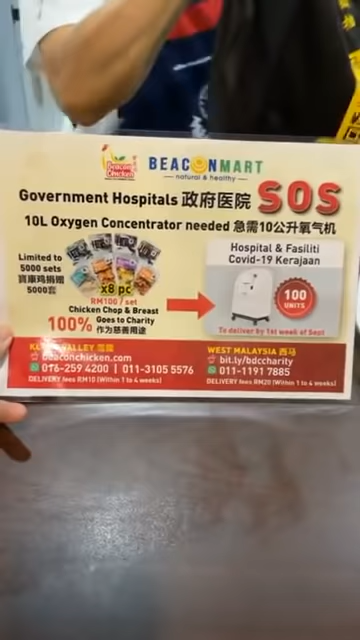 Beacon Chicken
BEACONMART
natural & healthy
Government Hospitals 政府医院 SOS
10L Oxygen Concentrator needed 急需10公升氧气机
Limited to
5000 sets
5000套
x8 pc
RM100 / set
Chicken Chop & Breast
100% Goes to Charity
作为慈善用途
Hospital & Fasiliti
Covid-19 Kerajaan
100
UNITS
To deliver by 1st week of Sept
VALLEY
beaconchicken.com
016-259 4200 | 011-3105 5576
DELIVERY fees RM10 (Within 1 to 4 weeks)
WEST MALAYSIA 西马
bit.ly/bdccharity
011-1191 7885
DELIVERY fees RM20 (Within 1 to 4 weeks)